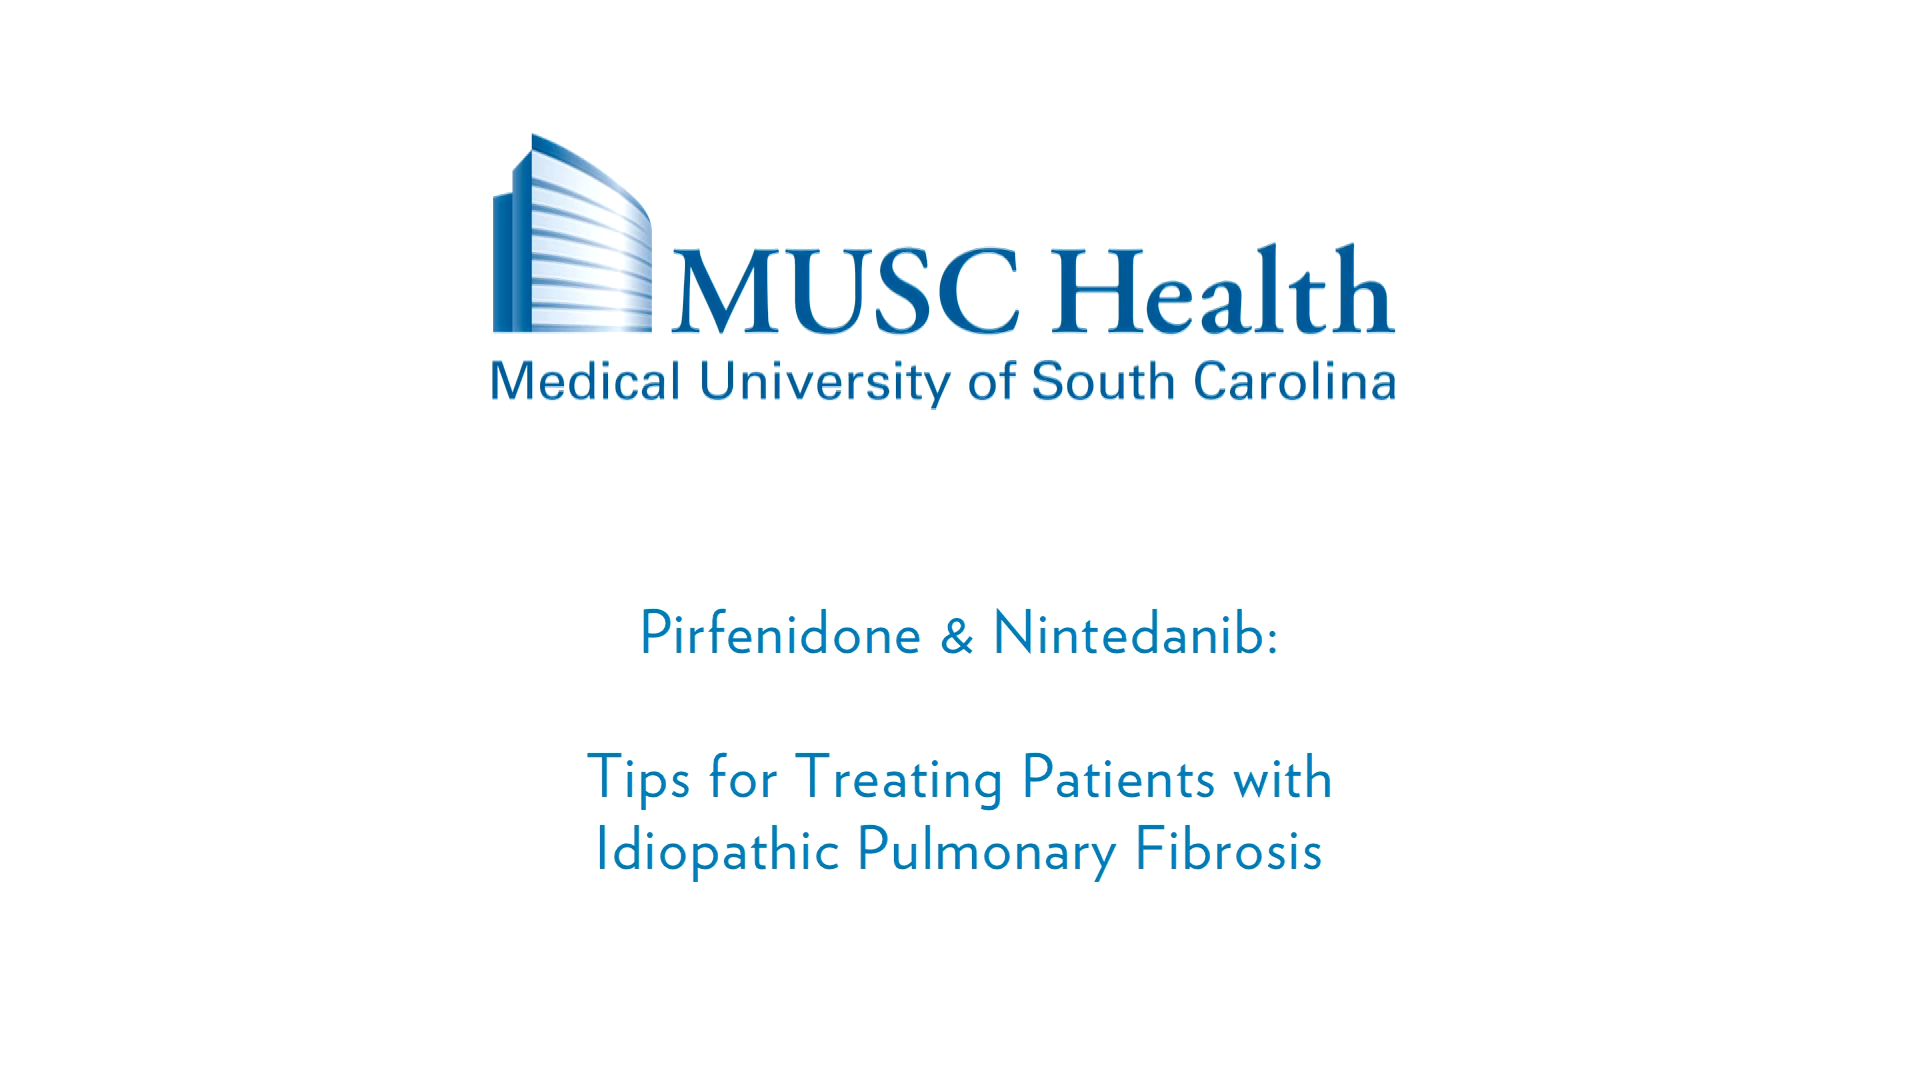 MUSC Health
Medical University of South Carolina
Pirfenidone & Nintedanib:
Tips for Treating Patients with
Idiopathic Pulmonary Fibrosis